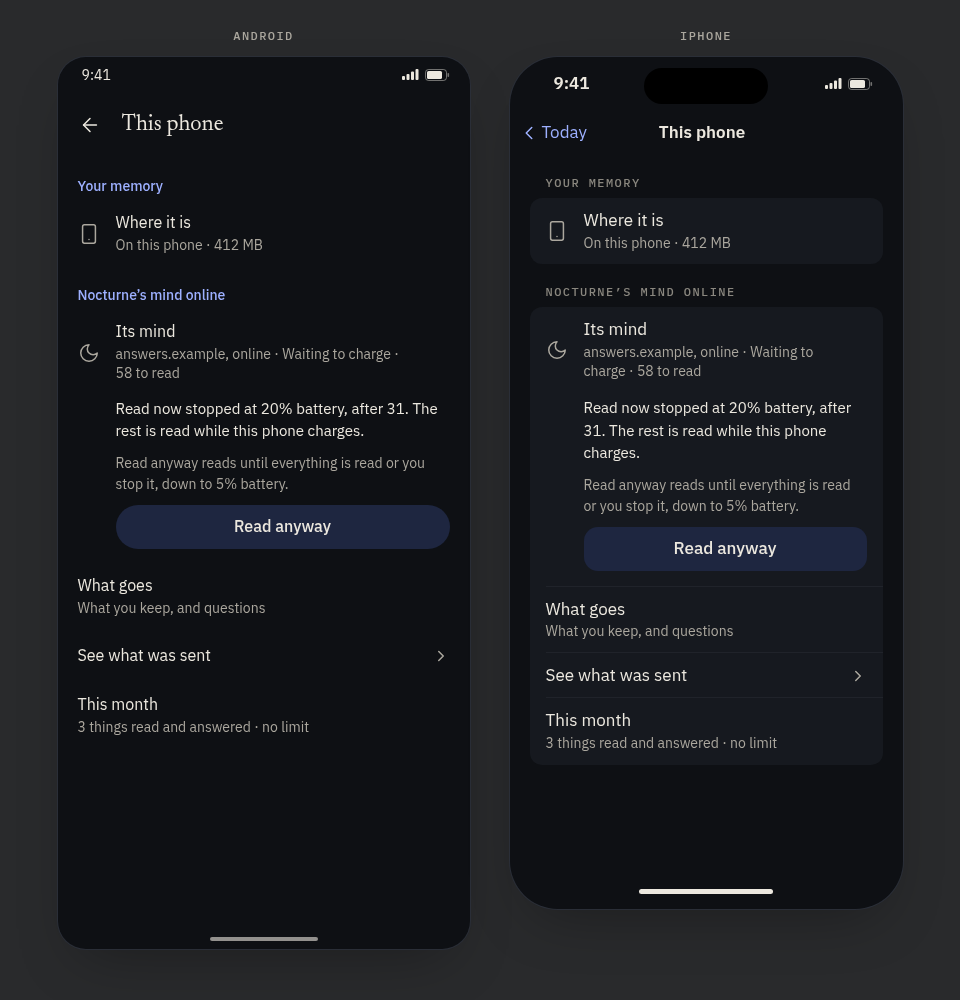 ANDROID
9:41
This phone
Your memory
Where it is
On this phone · 412 MB
Nocturne’s mind online
Its mind
answers.example, online · Waiting to charge ·
58 to read
Read now stopped at 20% battery, after 31. The
rest is read while this phone charges.
Read anyway reads until everything is read or you
stop it, down to 5% battery.
Read anyway
What goes
What you keep, and questions
See what was sent
This month
3 things read and answered · no limit
IPHONE
9:41
Today
This phone
YOUR MEMORY
Where it is
On this phone · 412 MB
NOCTURNE’S MIND ONLINE
Its mind
answers.example, online · Waiting to
charge · 58 to read
Read now stopped at 20% battery, after
31. The rest is read while this phone
charges.
Read anyway reads until everything is read
or you stop it, down to 5% battery.
Read anyway
What goes
What you keep, and questions
See what was sent
This month
3 things read and answered · no limit